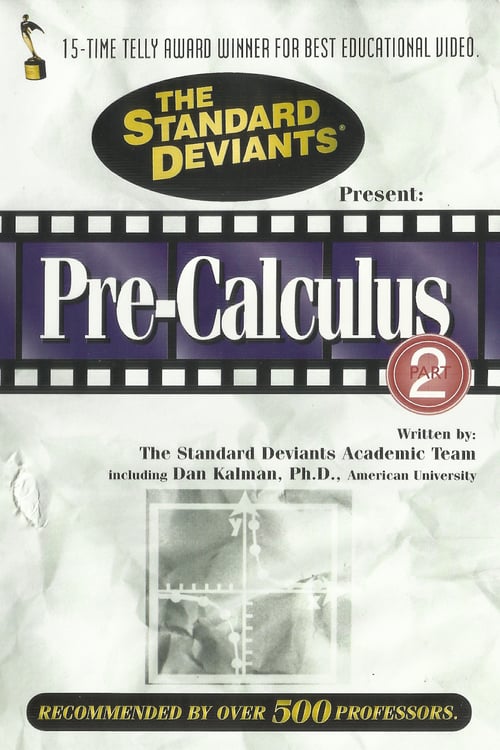 15-TIME TELLY AWARD WINNER FOR BEST EDUCATIONAL VIDEO.
THE
STANDARD
DEVIANTS®
Present:
Pre-Calculus
PART 2
Written by:
The Standard Deviants Academic Team
including Dan Kalman, Ph.D., American University
y
x
RECOMMENDED BY OVER 500 PROFESSORS.